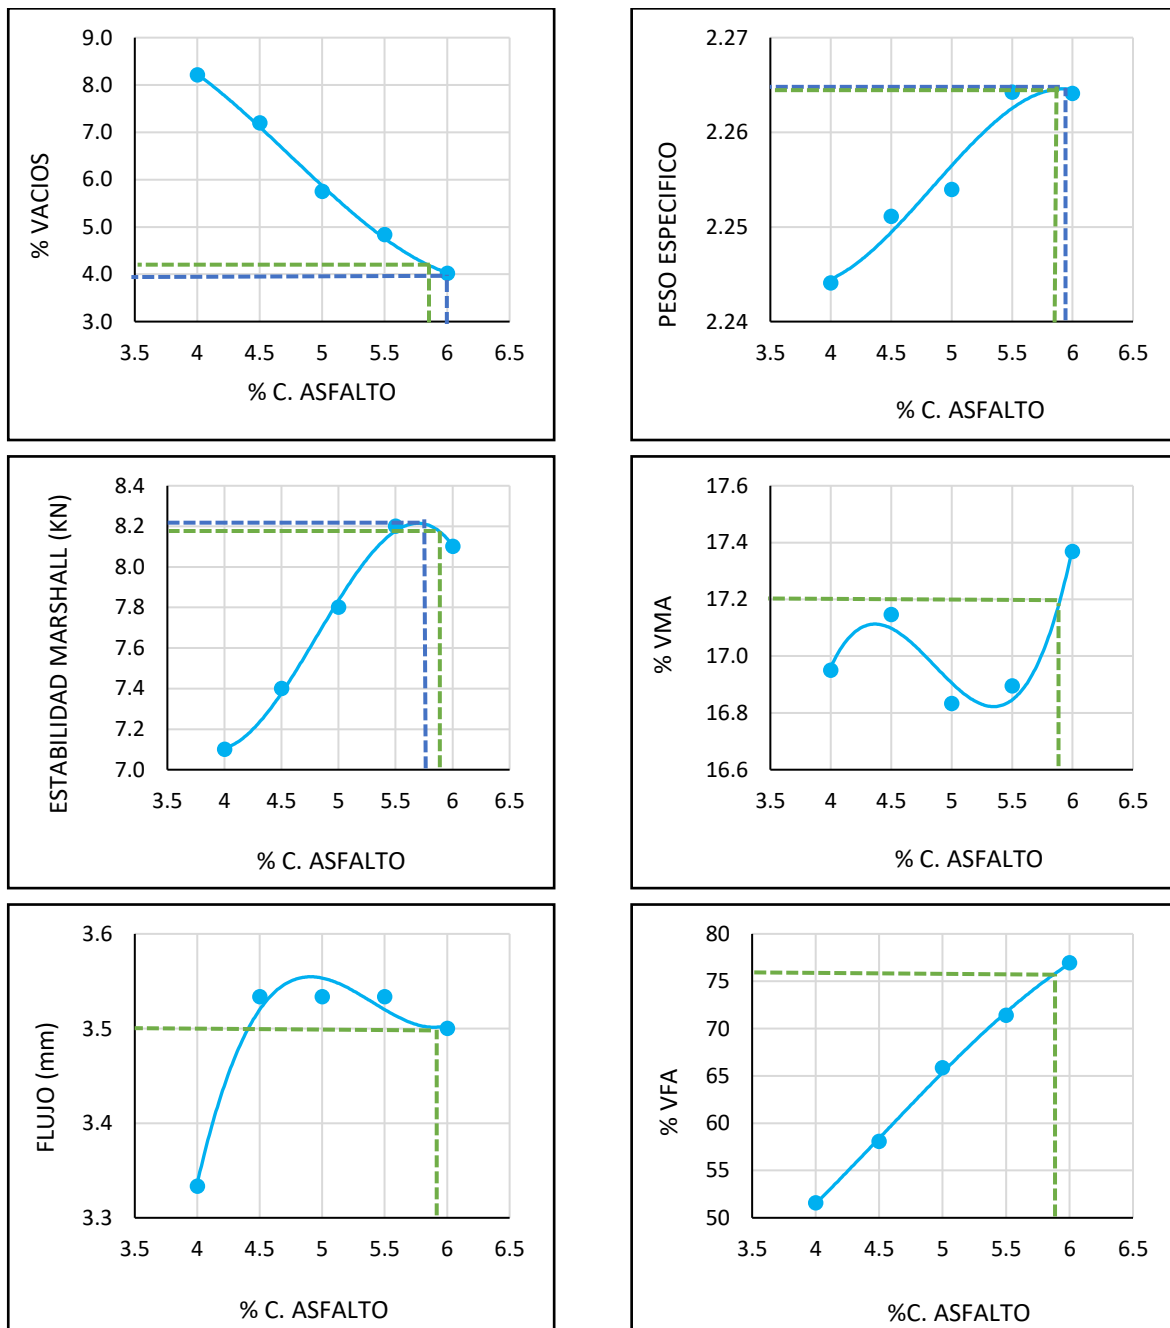 % VACIOS
9.0
8.0
7.0
6.0
5.0
4.0
3.0
3.5 4 4.5 5 5.5 6 6.5
% C. ASFALTO
PESO ESPECIFICO
2.27
2.26
2.25
2.24
3.5 4 4.5 5 5.5 6 6.5
% C. ASFALTO
ESTABILIDAD MARSHALL (KN)
8.4
8.2
8.0
7.8
7.6
7.4
7.2
7.0
3.5 4 4.5 5 5.5 6 6.5
% C. ASFALTO
% VMA
17.6
17.4
17.2
17.0
16.8
16.6
3.5 4 4.5 5 5.5 6 6.5
% C. ASFALTO
FLUJO (mm)
3.6
3.5
3.4
3.3
3.5 4 4.5 5 5.5 6 6.5
% C. ASFALTO
% VFA
80
75
70
65
60
55
50
3.5 4 4.5 5 5.5 6 6.5
%C. ASFALTO